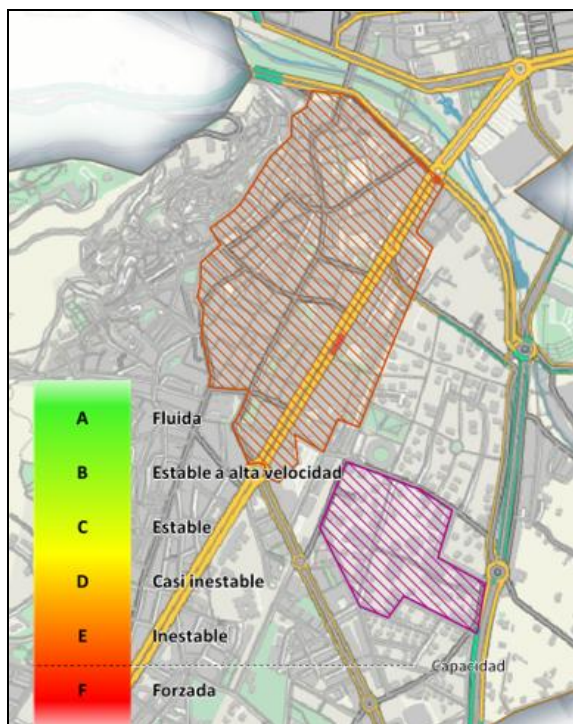 A Fluida
B Estable a alta velocidad
C Estable
D Casi inestable
E Inestable
Capacidad
F Forzada